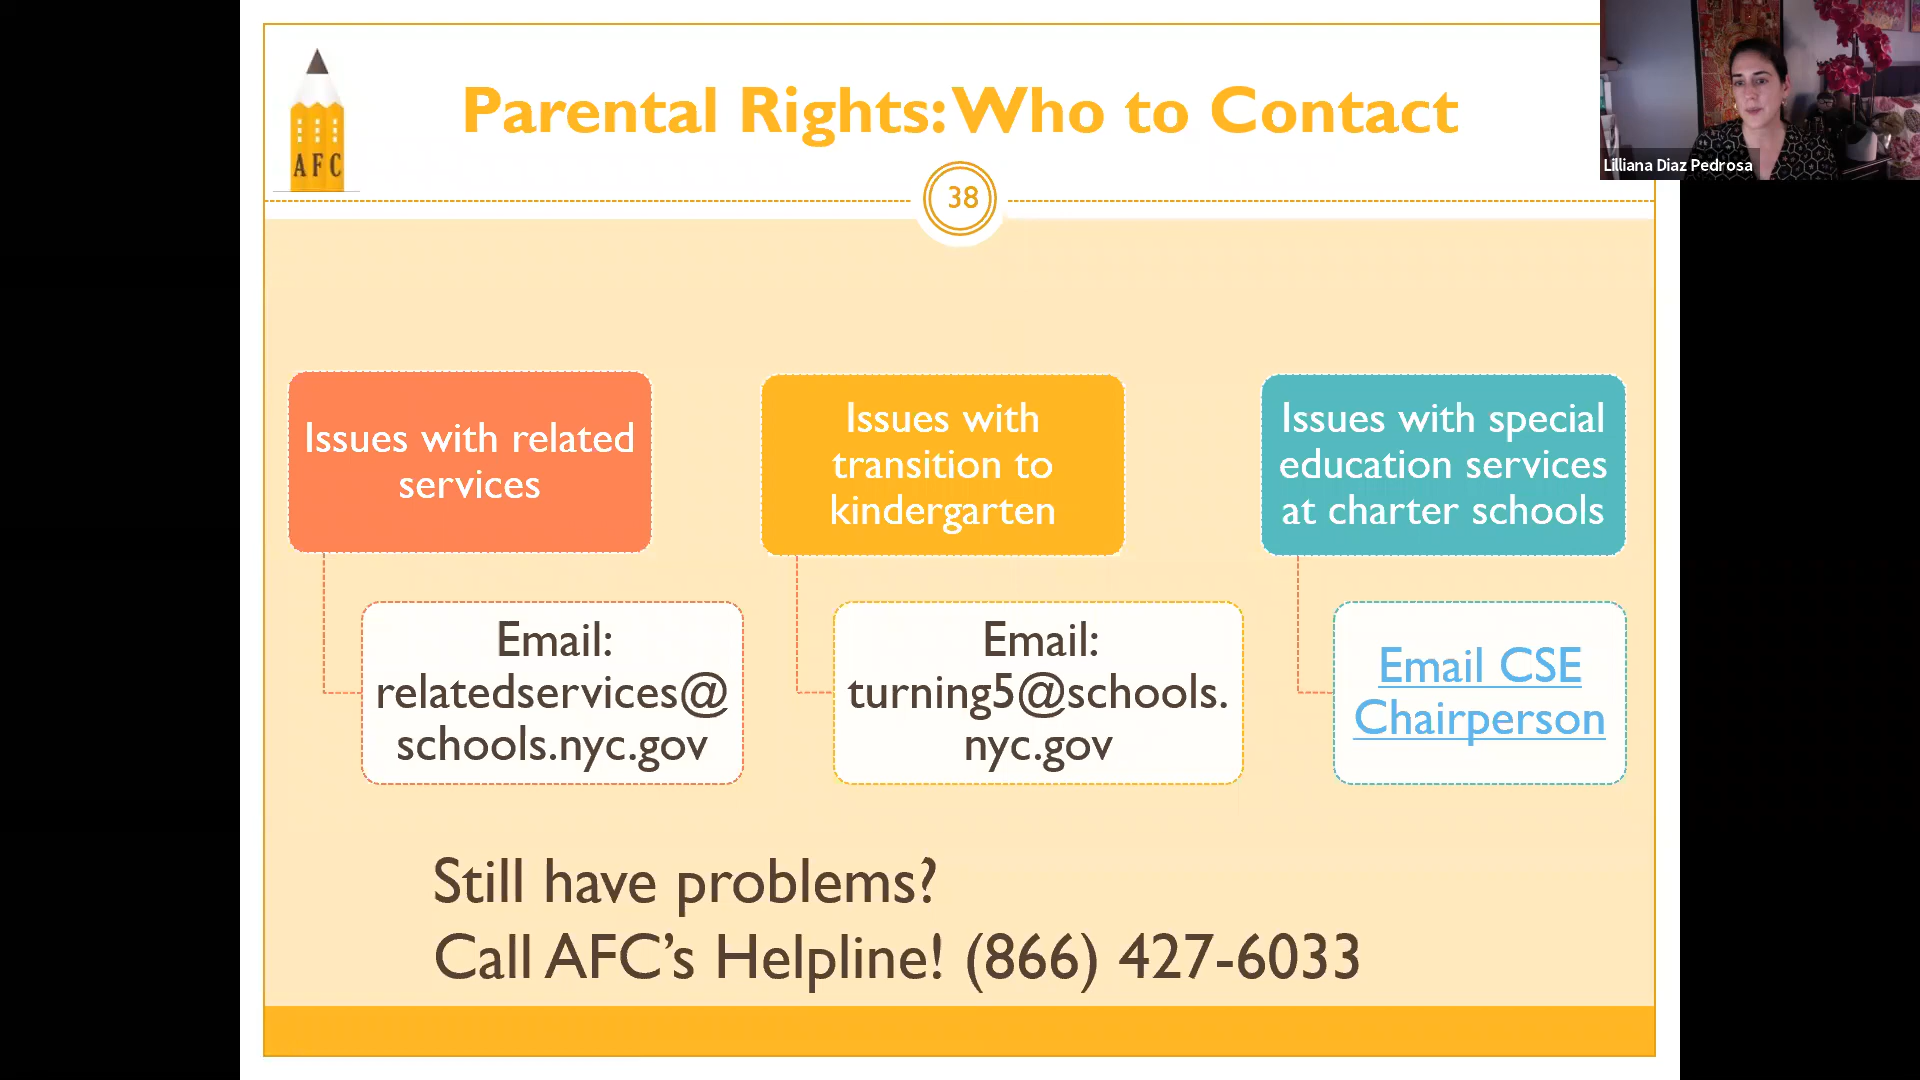 AFC
Parental Rights: Who to Contact
Lilliana Diaz Pedrosa
38
Issues with related
services
Email:
relatedservices@
schools.nyc.gov
Issues with
transition to
kindergarten
Email:
turning5@schools.
nyc.gov
Issues with special
education services
at charter schools
Email CSE
Chairperson
Still have problems?
Call AFC’s Helpline! (866) 427-6033